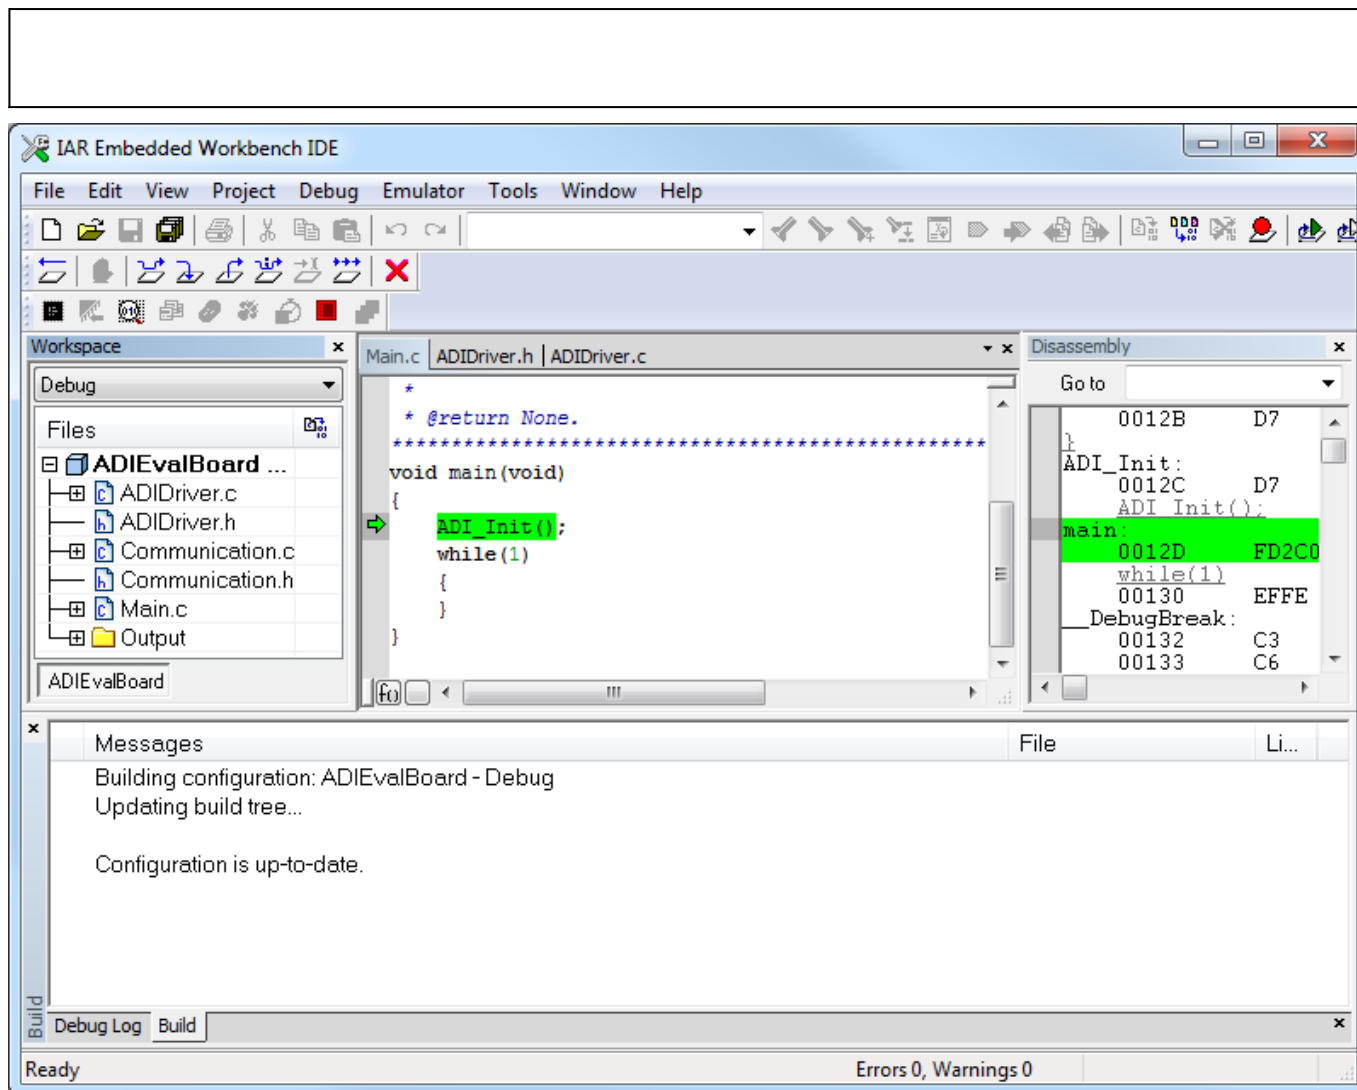 IAR Embedded Workbench IDE
File Edit View Project Debug Emulator Tools Window Help
Workspace
Debug
Files
ADIEvalBoard ...
ADIDriver.c
ADIDriver.h
Communication.c
Communication.h
Main.c
Output
ADIEvalBoard
Main.c ADIDriver.h ADIDriver.c
*
* @return None.
***************************************************
void main(void)
{
ADI_Init();
while(1)
{
}
}
Disassembly
Go to
0012B D7
}
ADI_Init:
0012C D7
ADI_Init();
main:
0012D FD2C0
while(1)
00130 EFFE
__DebugBreak:
00132 C3
00133 C6
Messages File Li...
Building configuration: ADIEvalBoard - Debug
Updating build tree...
Configuration is up-to-date.
Build
Debug Log Build
Ready Errors 0, Warnings 0